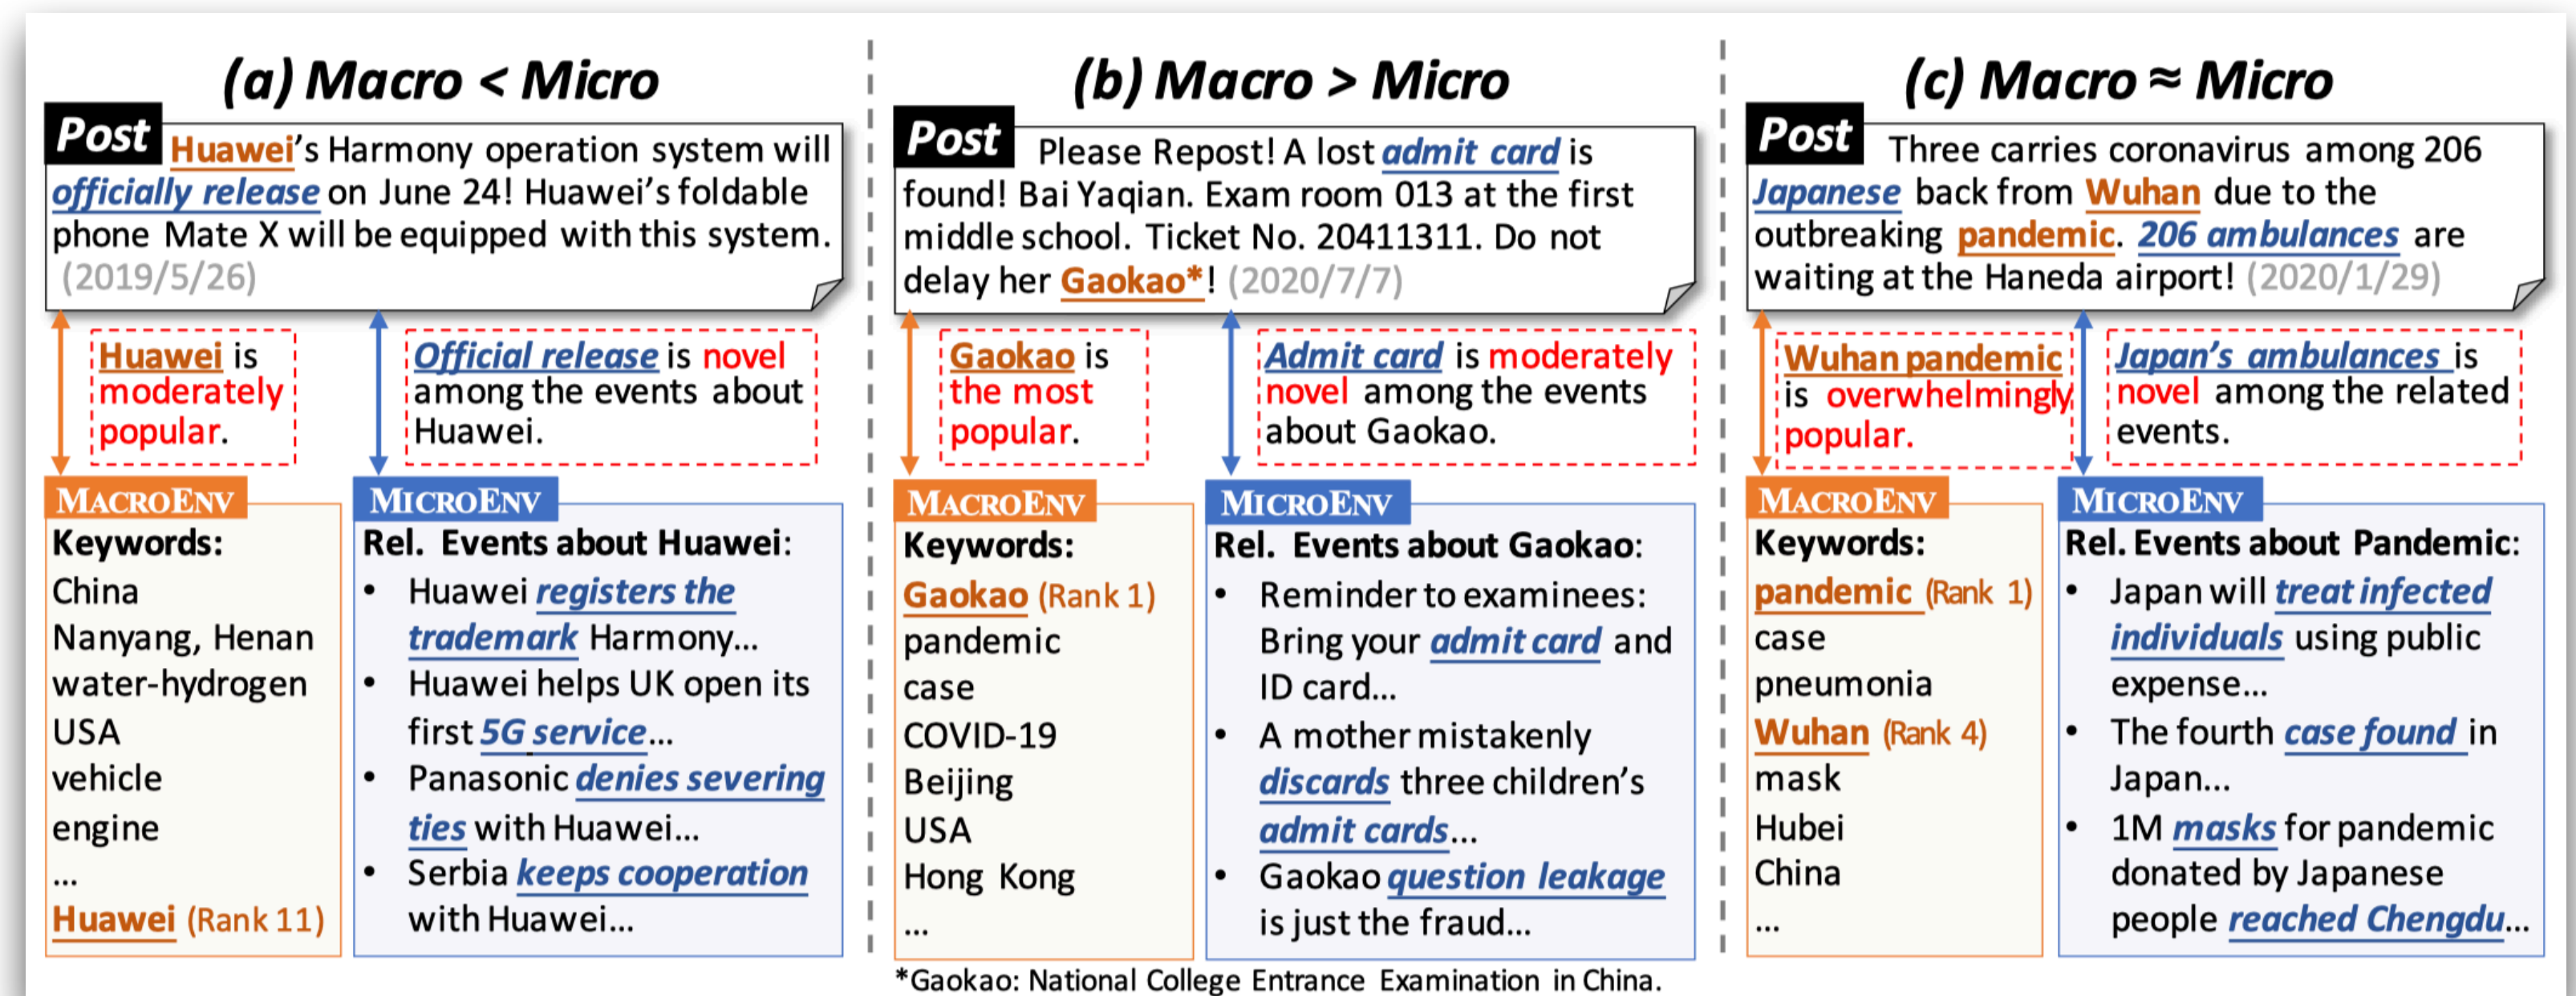 (a) Macro < Micro
Post Huawei's Harmony operation system will
officially release on June 24! Huawei's foldable
phone Mate X will be equipped with this system.
(2019/5/26)
Huawei is
moderately
popular.
Official release is novel
among the events about
Huawei.
MACROENV
Keywords:
China
Nanyang, Henan
water-hydrogen
USA
vehicle
engine
...
Huawei (Rank 11)
MICROENV
Rel. Events about Huawei:
• Huawei registers the
trademark Harmony...
• Huawei helps UK open its
first 5G service...
• Panasonic denies severing
ties with Huawei...
• Serbia keeps cooperation
with Huawei...
(b) Macro > Micro
Post Please Repost! A lost admit card is
found! Bai Yaqian. Exam room 013 at the first
middle school. Ticket No. 20411311. Do not
delay her Gaokao*! (2020/7/7)
Gaokao is
the most
popular.
Admit card is moderately
novel among the events
about Gaokao.
MACROENV
Keywords:
Gaokao (Rank 1)
pandemic
case
COVID-19
Beijing
USA
Hong Kong
...
MICROENV
Rel. Events about Gaokao:
• Reminder to examinees:
Bring your admit card and
ID card...
• A mother mistakenly
discards three children's
admit cards...
• Gaokao question leakage
is just the fraud...
*Gaokao: National College Entrance Examination in China.
(c) Macro ≈ Micro
Post Three carries coronavirus among 206
Japanese back from Wuhan due to the
outbreaking pandemic. 206 ambulances are
waiting at the Haneda airport! (2020/1/29)
Wuhan pandemic
is overwhelmingly
popular.
Japan's ambulances is
novel among the related
events.
MACROENV
Keywords:
pandemic (Rank 1)
case
pneumonia
Wuhan (Rank 4)
mask
Hubei
China
...
MICROENV
Rel. Events about Pandemic:
• Japan will treat infected
individuals using public
expense...
• The fourth case found in
Japan...
• 1M masks for pandemic
donated by Japanese
people reached Chengdu...